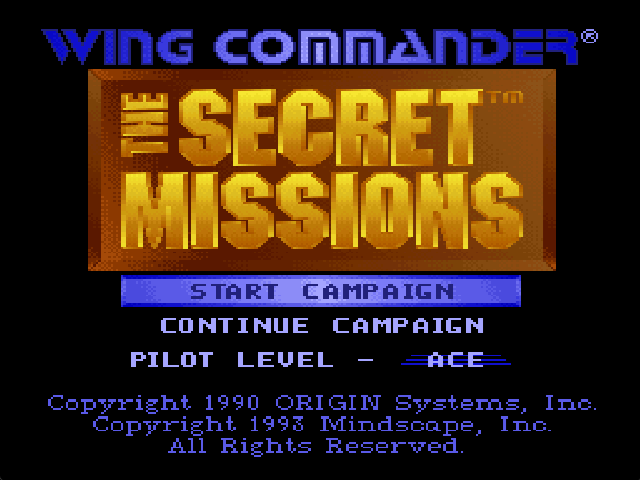 WING COMMANDER®
THE SECRET™
MISSIONS
START CAMPAIGN
CONTINUE CAMPAIGN
PILOT LEVEL - ACE
Copyright 1990 ORIGIN Systems, Inc.
Copyright 1993 Mindscape, Inc.
All Rights Reserved.